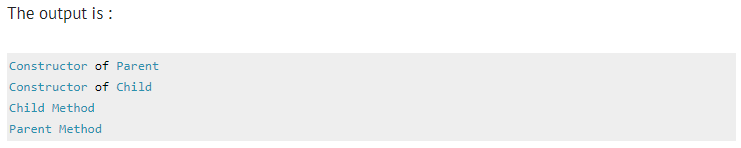 The output is :
Constructor of Parent
Constructor of Child
Child Method
Parent Method